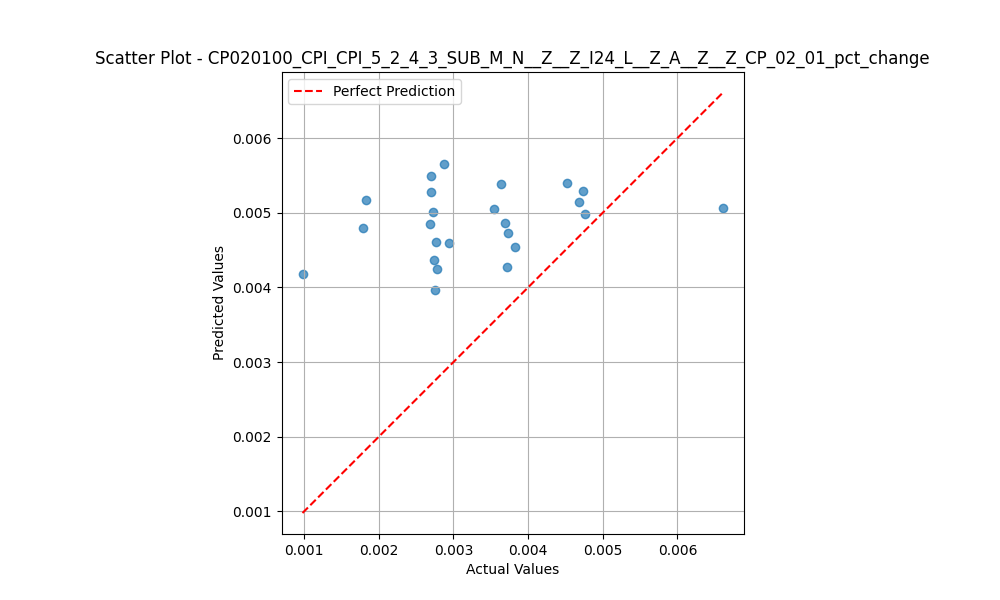 Scatter Plot - CP020100_CPI_CPI_5_2_4_3_SUB_M_N__Z__Z_I24_L__Z_A__Z__Z_CP_02_01_pct_change
Perfect Prediction
0.006
0.005
0.004
0.003
0.002
0.001
Predicted Values
0.001 0.002 0.003 0.004 0.005 0.006
Actual Values